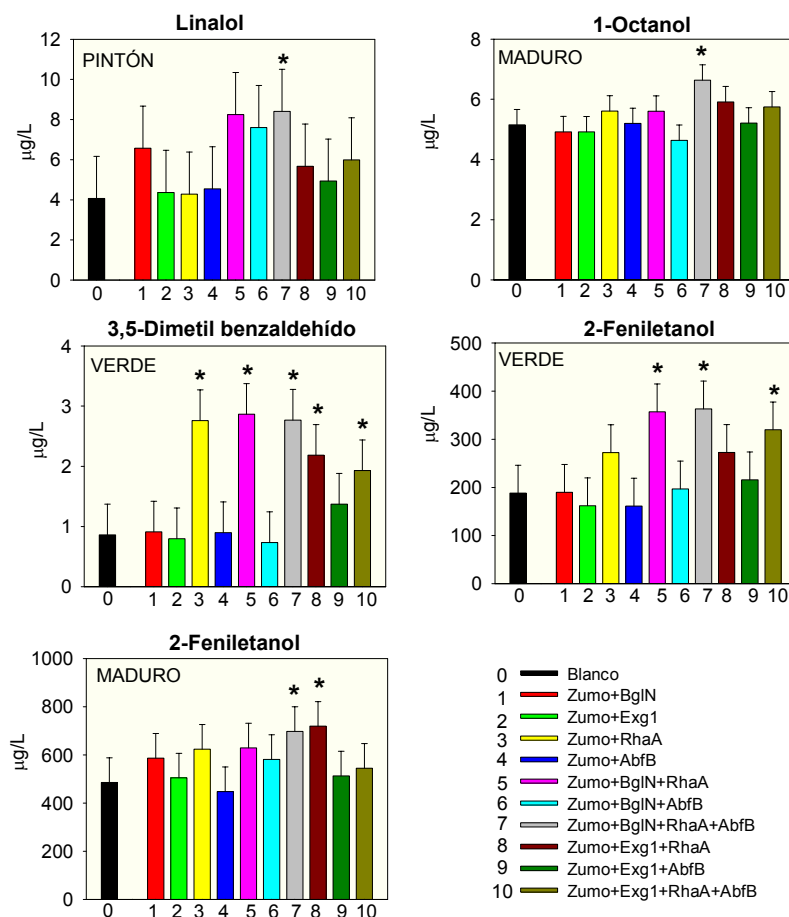 Linalol
12
10
8
6
4
2
0
µg/L
PINTÓN
*
0 1 2 3 4 5 6 7 8 9 10
1-Octanol
8
6
4
2
0
µg/L
MADURO
*
0 1 2 3 4 5 6 7 8 9 10
3,5-Dimetil benzaldehído
4
3
2
1
0
µg/L
VERDE
* * * * *
0 1 2 3 4 5 6 7 8 9 10
2-Feniletanol
500
400
300
200
100
0
µg/L
VERDE
* * *
0 1 2 3 4 5 6 7 8 9 10
2-Feniletanol
1000
800
600
400
200
0
µg/L
MADURO
* *
0 1 2 3 4 5 6 7 8 9 10
0 Blanco
1 Zumo+BglN
2 Zumo+Exg1
3 Zumo+RhaA
4 Zumo+AbfB
5 Zumo+BglN+RhaA
6 Zumo+BglN+AbfB
7 Zumo+BglN+RhaA+AbfB
8 Zumo+Exg1+RhaA
9 Zumo+Exg1+AbfB
10 Zumo+Exg1+RhaA+AbfB